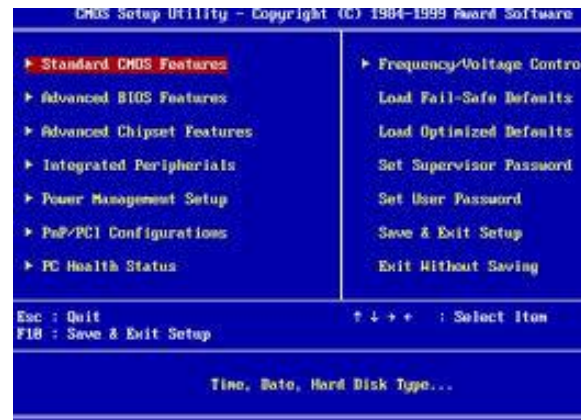 CMOS Setup Utility - Copyright (C) 1984-1999 Award Software
▶ Standard CMOS Features
▶ Advanced BIOS Features
▶ Advanced Chipset Features
▶ Integrated Peripherials
▶ Power Management Setup
▶ PnP/PCI Configurations
▶ PC Health Status
▶ Frequency/Voltage Contro
Load Fail-Safe Defaults
Load Optimized Defaults
Set Supervisor Password
Set User Password
Save & Exit Setup
Exit Without Saving
Esc : Quit
F10 : Save & Exit Setup
↑ ↓ → ← : Select Item
Time, Date, Hard Disk Type...